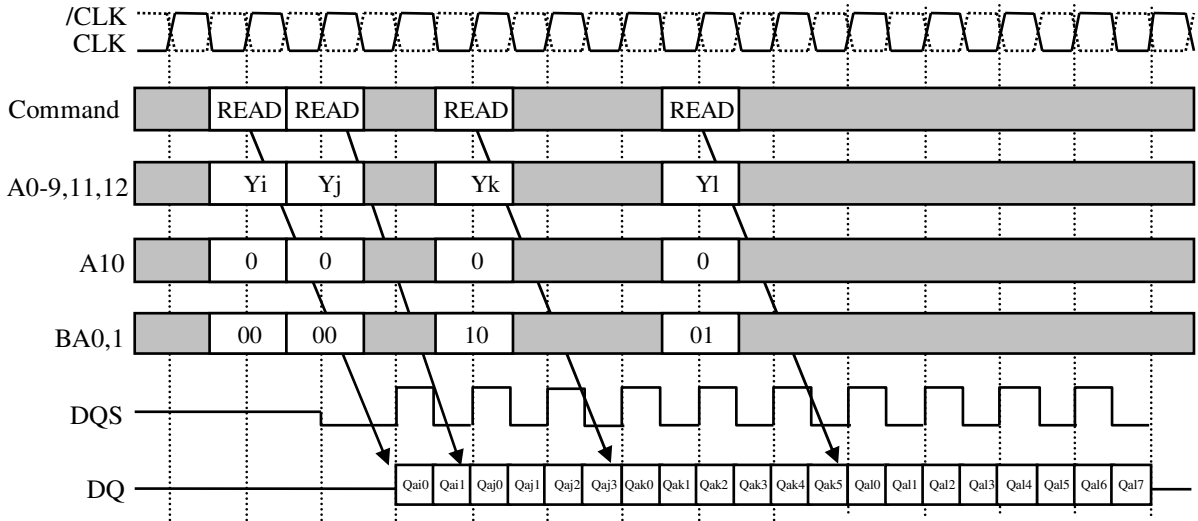 /CLK
CLK
Command READ READ READ READ
A0-9,11,12 Yi Yj Yk Yl
A10 0 0 0 0
BA0,1 00 00 10 01
DQS
DQ Qai0 Qai1 Qaj0 Qaj1 Qaj2 Qaj3 Qak0 Qak1 Qak2 Qak3 Qak4 Qak5 Qal0 Qal1 Qal2 Qal3 Qal4 Qal5 Qal6 Qal7